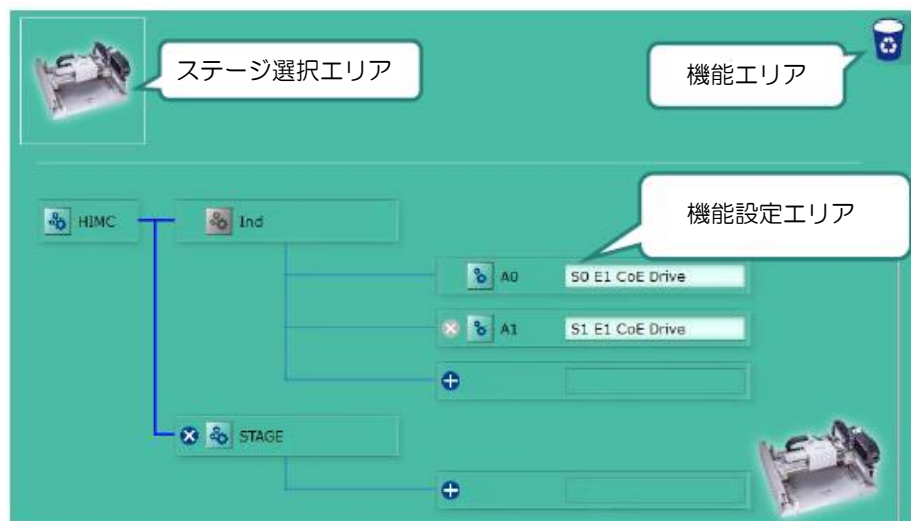 ステージ選択エリア
機能エリア
機能設定エリア
HIMC
Ind
A0 S0 E1 CoE Drive
A1 S1 E1 CoE Drive
STAGE